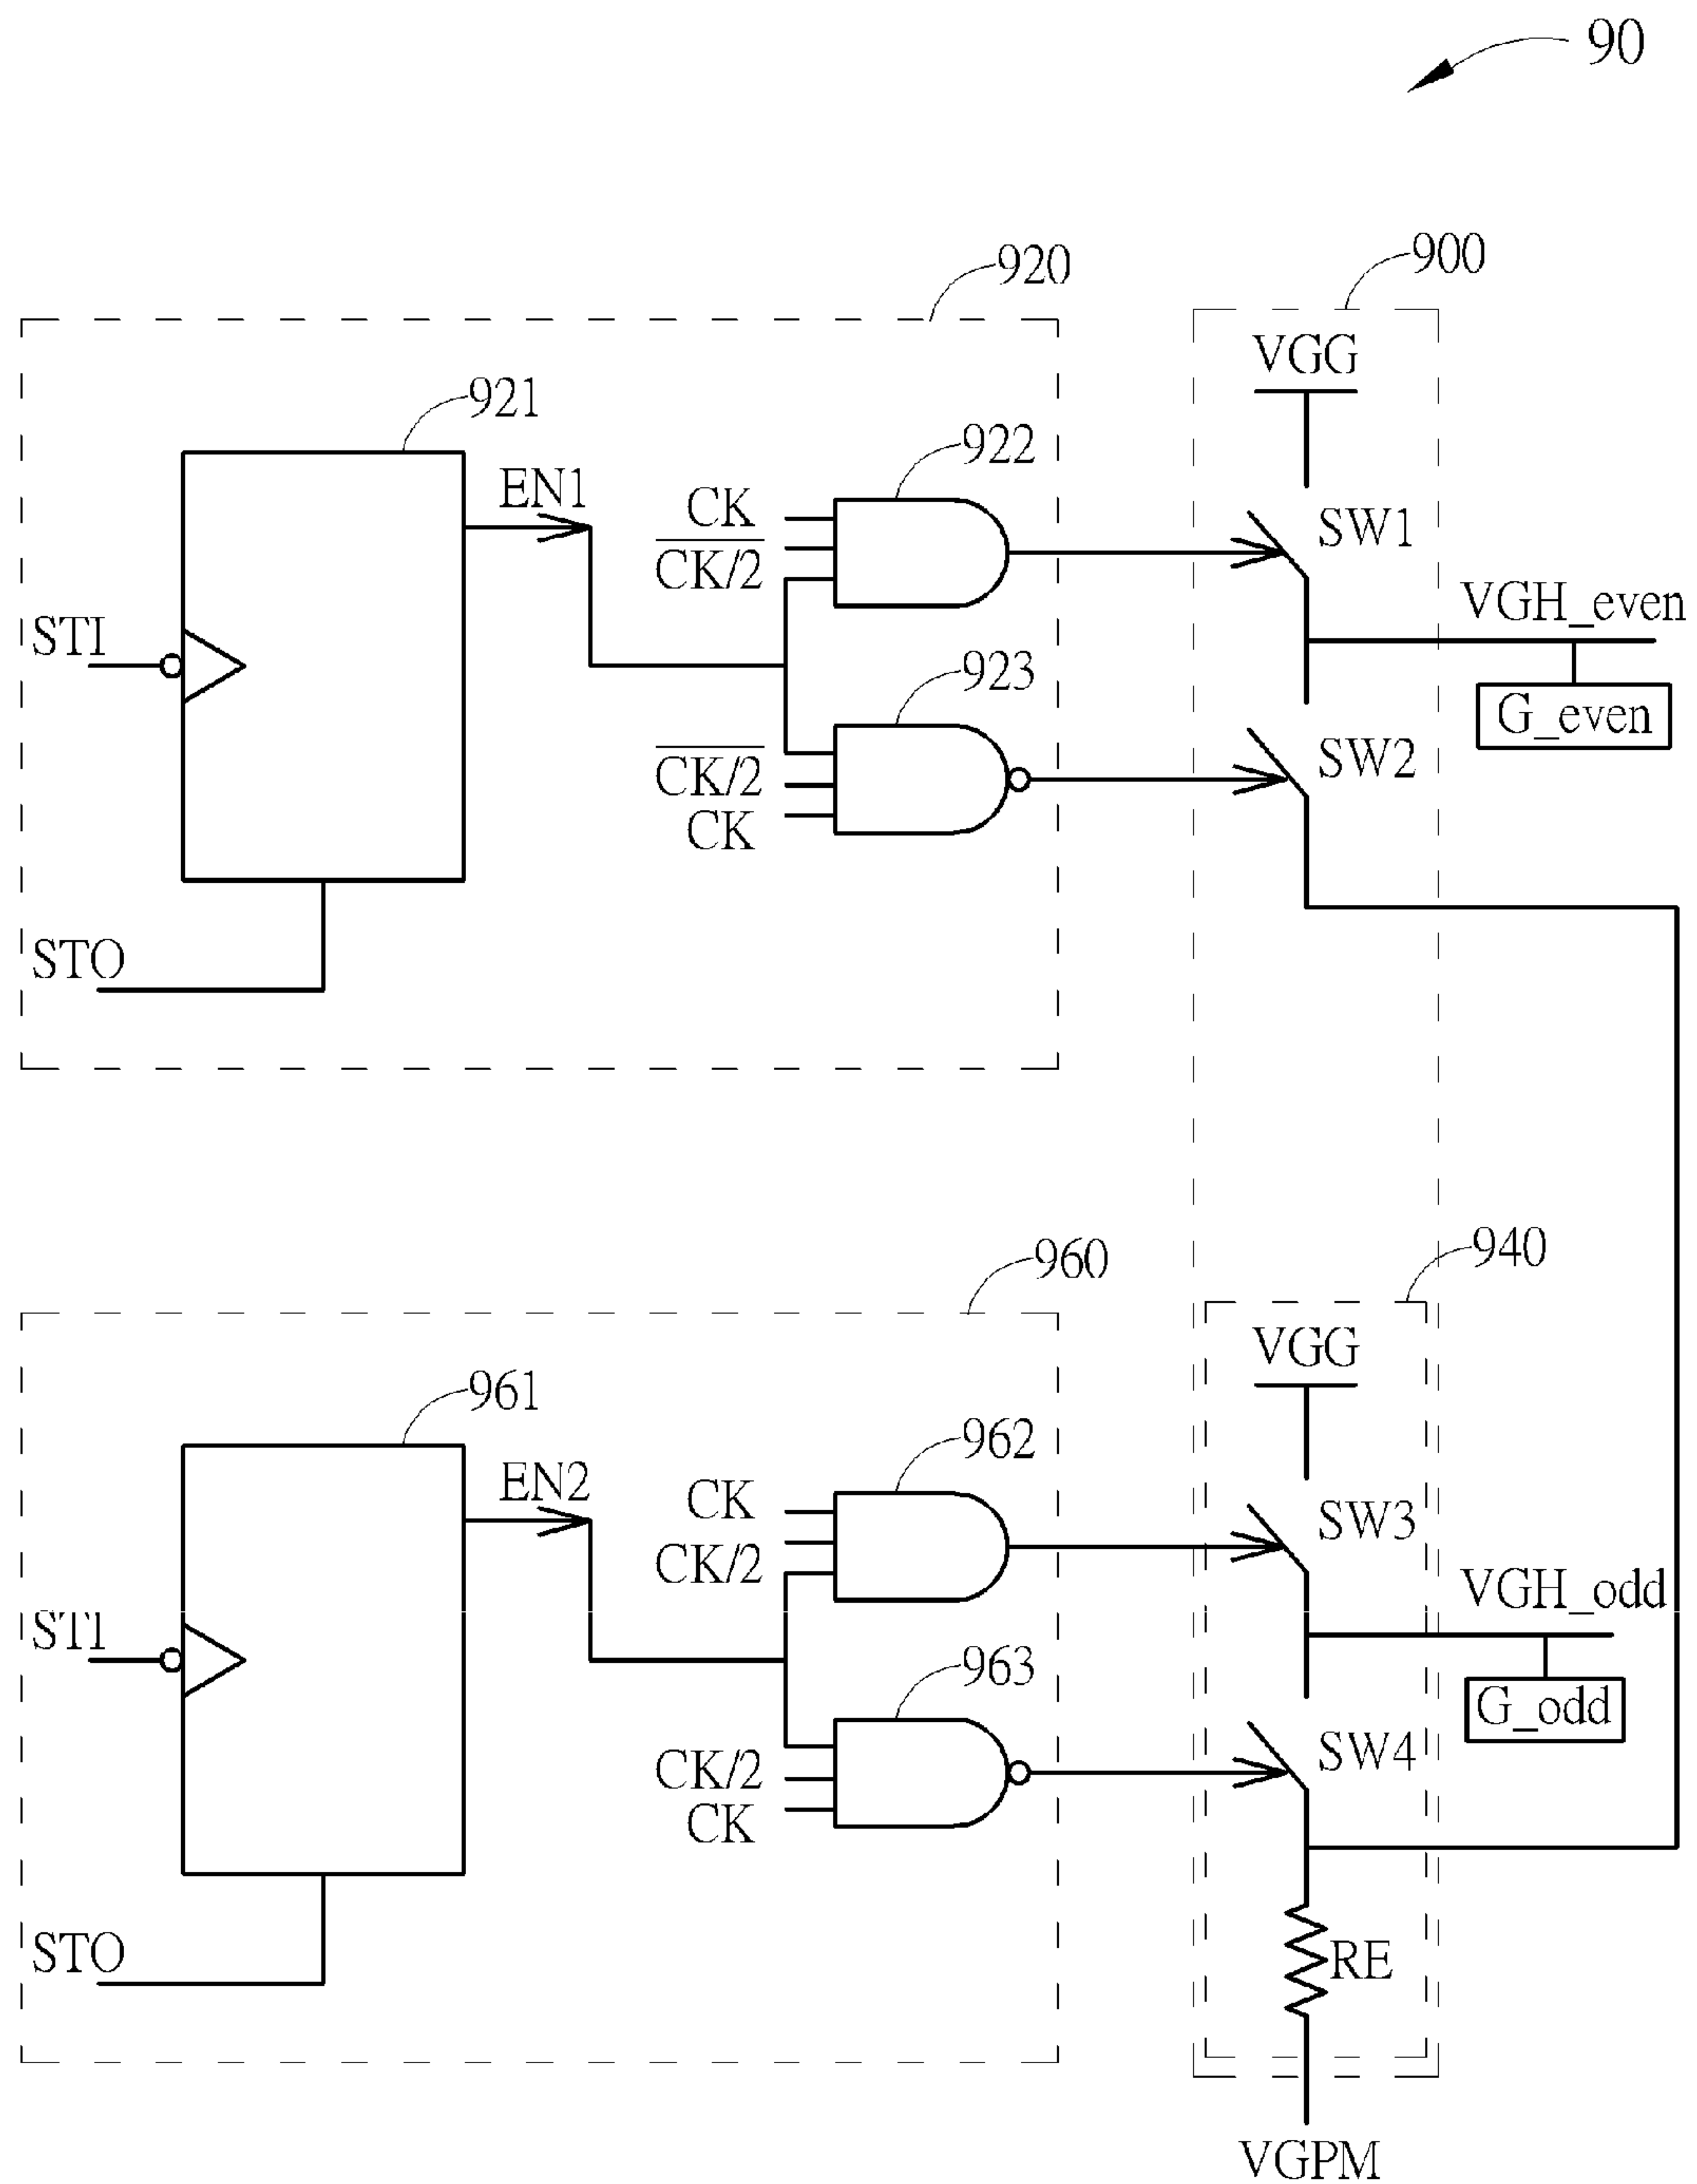 90
920
900
VGG
921
922
EN1
CK
SW1
C̅K̅/̅2̅
VGH_even
STI
923
G_even
SW2
C̅K̅/̅2̅
CK
STO
940
960
VGG
961
962
EN2
CK
SW3
CK/2
VGH_odd
STI
963
G_odd
SW4
CK/2
CK
STO
RE
VGPM